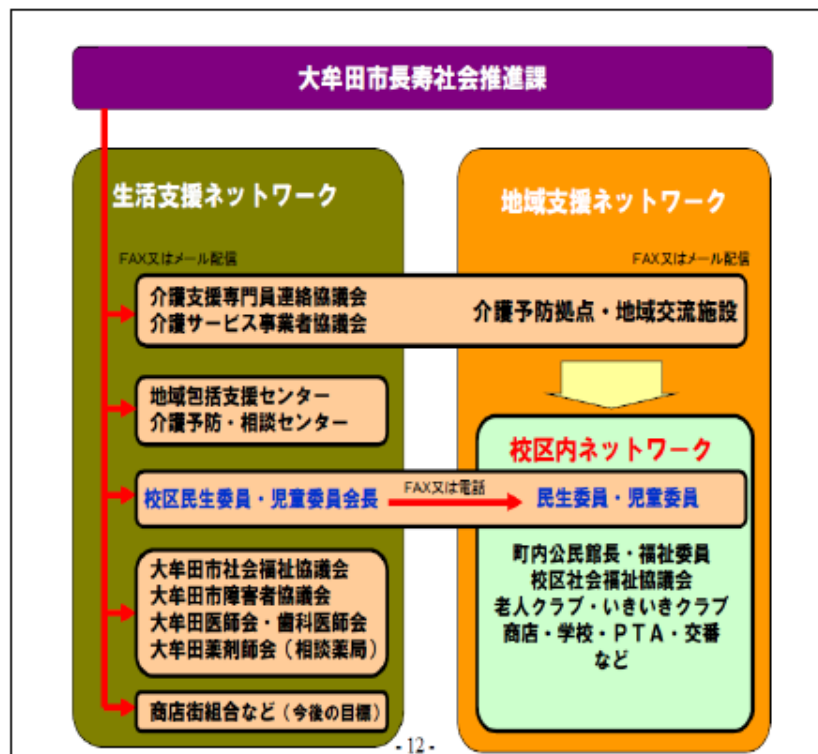 大牟田市長寿社会推進課
生活支援ネットワーク
FAX又はメール配信
介護支援専門員連絡協議会
介護サービス事業者協議会
地域包括支援センター
介護予防・相談センター
校区民生委員・児童委員会長
FAX又は電話
大牟田市社会福祉協議会
大牟田市障害者協議会
大牟田医師会・歯科医師会
大牟田薬剤師会（相談薬局）
商店街組合など（今後の目標）
地域支援ネットワーク
FAX又はメール配信
介護予防拠点・地域交流施設
校区内ネットワーク
民生委員・児童委員
町内公民館長・福祉委員
校区社会福祉協議会
老人クラブ・いきいきクラブ
商店・学校・ＰＴＡ・交番
など
- 12 -